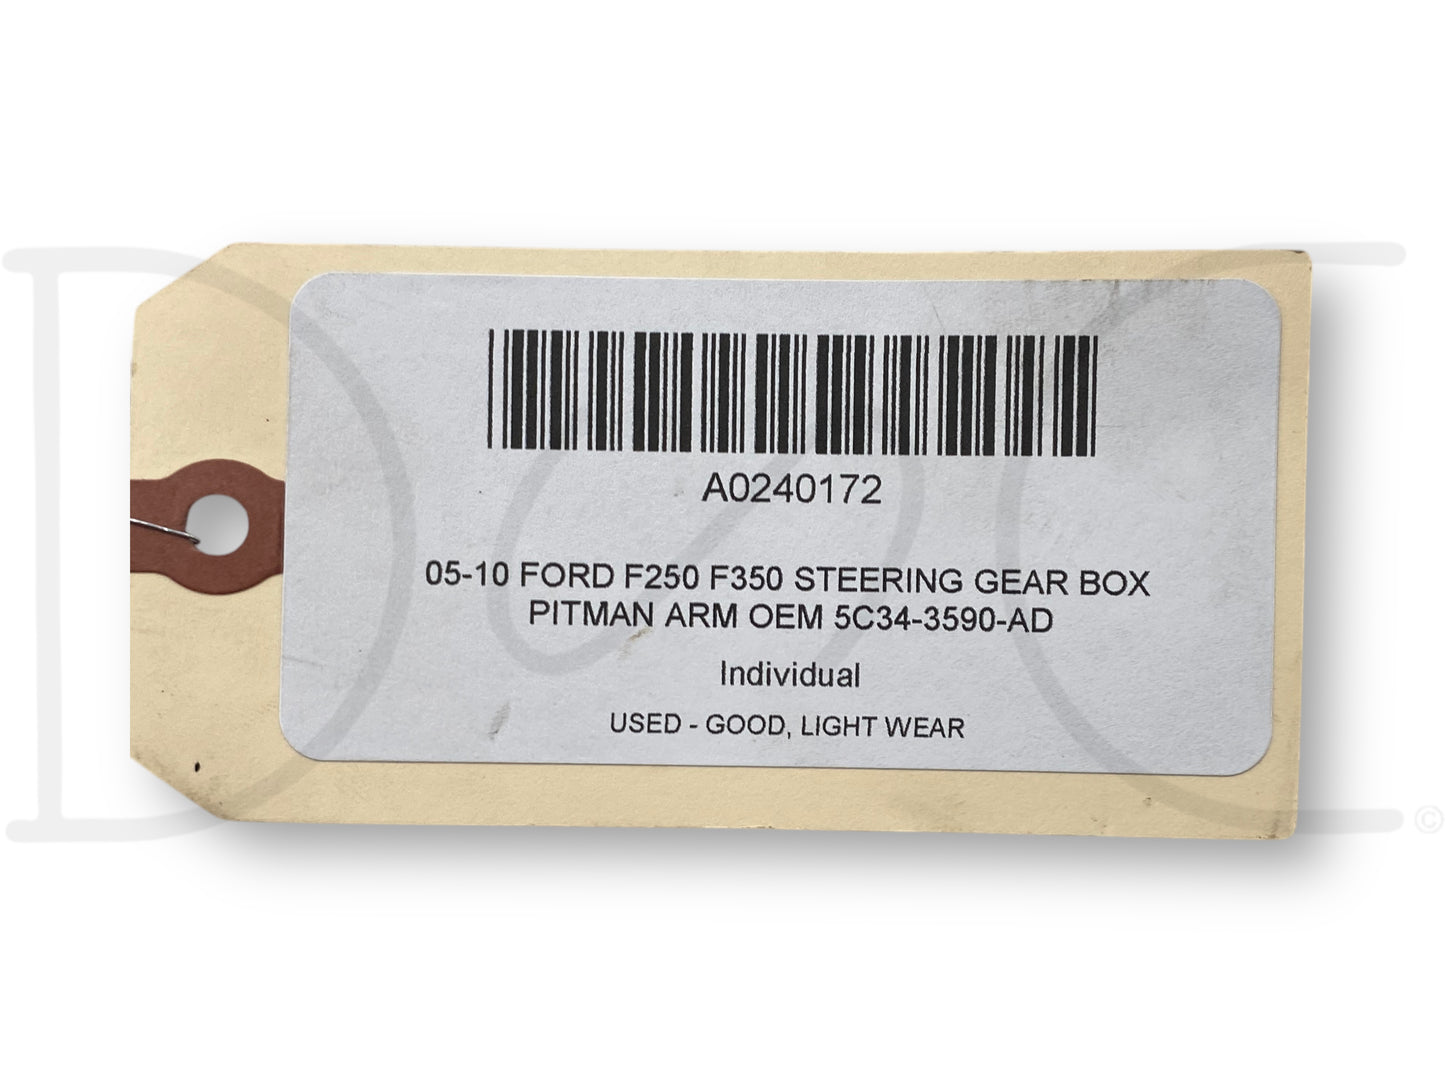 A0240172
05-10 FORD F250 F350 STEERING GEAR BOX
PITMAN ARM OEM 5C34-3590-AD
Individual
USED - GOOD, LIGHT WEAR
D C
©